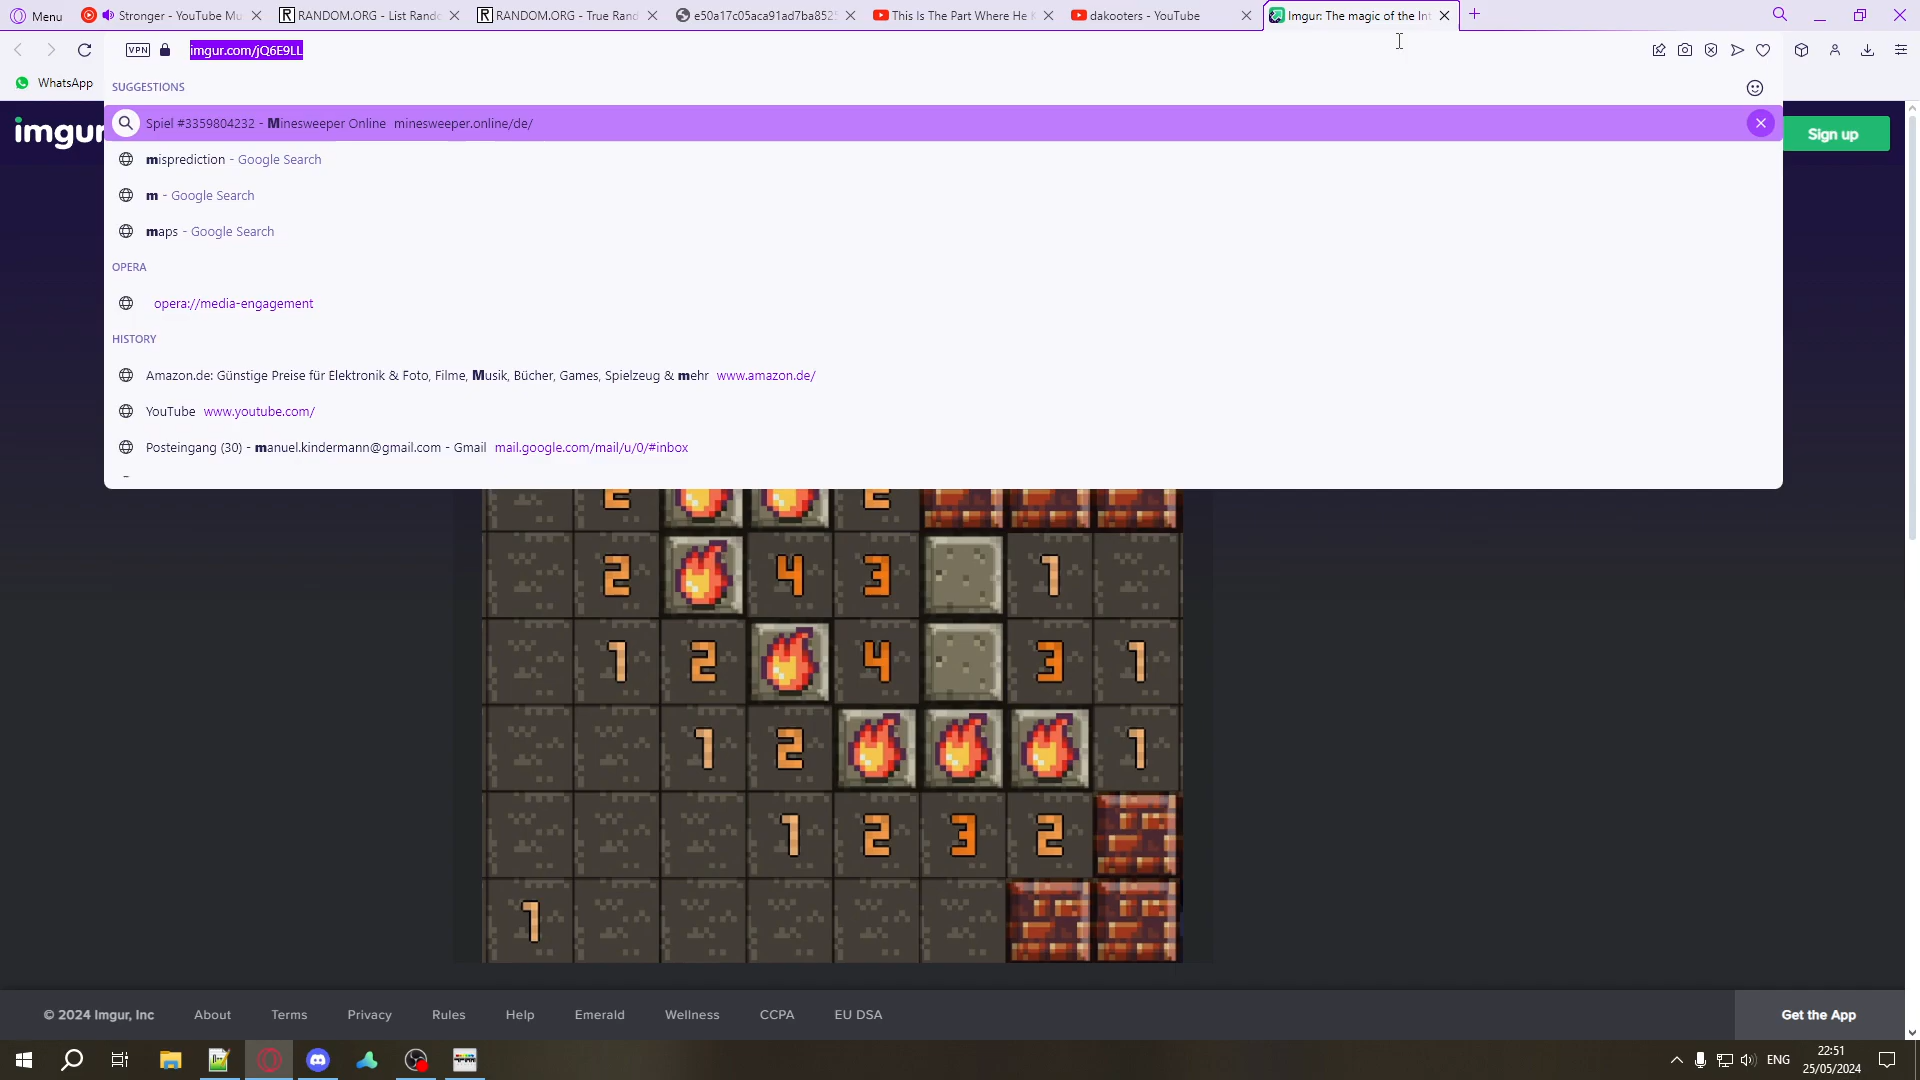 Menu
Stronger - YouTube Mu
RANDOM.ORG - List Rand
RANDOM.ORG - True Rand
e50a17c05aca91ad7ba852
This Is The Part Where He K
dakooters - YouTube
Imgur: The magic of the Int
VPN
imgur.com/jQ6E9LL
WhatsApp
SUGGESTIONS
imgur
Spiel #3359804232 - Minesweeper Online minesweeper.online/de/
Sign up
misprediction - Google Search
m - Google Search
maps - Google Search
OPERA
opera://media-engagement
HISTORY
Amazon.de: Günstige Preise für Elektronik & Foto, Filme, Musik, Bücher, Games, Spielzeug & mehr www.amazon.de/
YouTube www.youtube.com/
Posteingang (30) - manuel.kindermann@gmail.com - Gmail mail.google.com/mail/u/0/#inbox
2 2
2 4 3 1
1 2 4 3 1
1 2 1
1 2 3 2
1
© 2024 Imgur, Inc About Terms Privacy Rules Help Emerald Wellness CCPA EU DSA
Get the App
ENG
22:51
25/05/2024